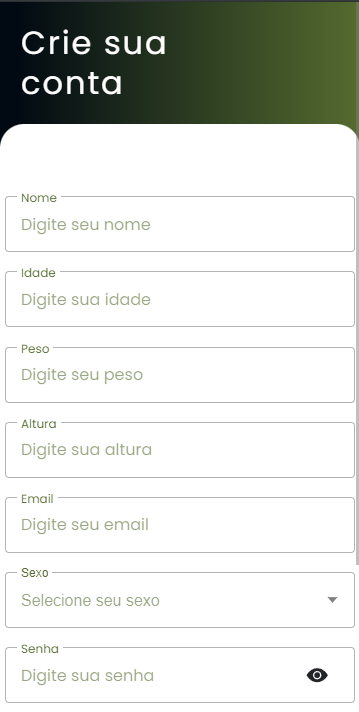 Crie sua
conta
Nome
Digite seu nome
Idade
Digite sua idade
Peso
Digite seu peso
Altura
Digite sua altura
Email
Digite seu email
Sexo
Selecione seu sexo
Senha
Digite sua senha